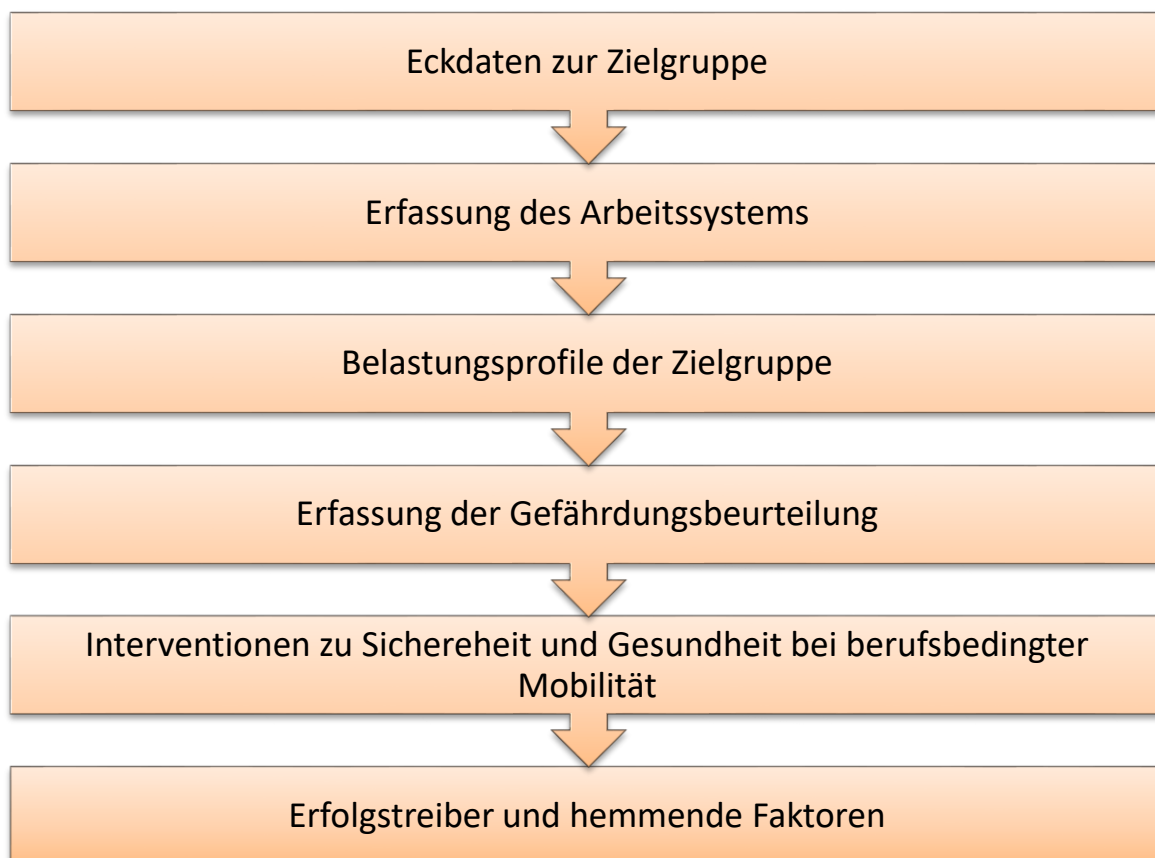 Eckdaten zur Zielgruppe
Erfassung des Arbeitssystems
Belastungsprofile der Zielgruppe
Erfassung der Gefährdungsbeurteilung
Interventionen zu Sichereheit und Gesundheit bei berufsbedingter
Mobilität
Erfolgstreiber und hemmende Faktoren